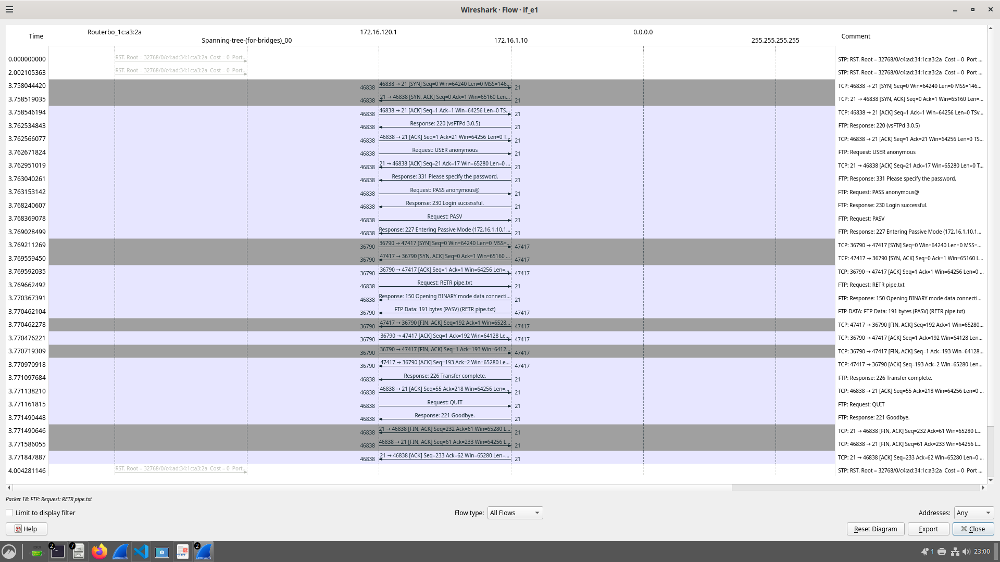 Wireshark · Flow · if_e1
Time
Routerbo_1c:a3:2a
Spanning-tree-(for-bridges)_00
172.16.120.1
172.16.1.10
0.0.0.0
255.255.255.255
Comment
0.000000000 RST. Root = 32768/0/c4:ad:34:1c:a3:2a Cost = 0 Port... STP: RST. Root = 32768/0/c4:ad:34:1c:a3:2a Cost = 0 Port ...
2.002105363 RST. Root = 32768/0/c4:ad:34:1c:a3:2a Cost = 0 Port... STP: RST. Root = 32768/0/c4:ad:34:1c:a3:2a Cost = 0 Port ...
3.758044420 46838 46838 → 21 [SYN] Seq=0 Win=64240 Len=0 MSS=146... 21 TCP: 46838 → 21 [SYN] Seq=0 Win=64240 Len=0 MSS=146...
3.758519035 46838 21 → 46838 [SYN, ACK] Seq=0 Ack=1 Win=65160 Len... 21 TCP: 21 → 46838 [SYN, ACK] Seq=0 Ack=1 Win=65160 Len=...
3.758546194 46838 46838 → 21 [ACK] Seq=1 Ack=1 Win=64256 Len=0 TS... 21 TCP: 46838 → 21 [ACK] Seq=1 Ack=1 Win=64256 Len=0 TSv...
3.762534843 46838 Response: 220 (vsFTPd 3.0.5) 21 FTP: Response: 220 (vsFTPd 3.0.5)
3.762566077 46838 46838 → 21 [ACK] Seq=1 Ack=21 Win=64256 Len=0 T... 21 TCP: 46838 → 21 [ACK] Seq=1 Ack=21 Win=64256 Len=0 TS...
3.762671824 46838 Request: USER anonymous 21 FTP: Request: USER anonymous
3.762951019 46838 21 → 46838 [ACK] Seq=21 Ack=17 Win=65280 Len=0 ... 21 TCP: 21 → 46838 [ACK] Seq=21 Ack=17 Win=65280 Len=0 T...
3.763040261 46838 Response: 331 Please specify the password. 21 FTP: Response: 331 Please specify the password.
3.763153142 46838 Request: PASS anonymous@ 21 FTP: Request: PASS anonymous@
3.768240607 46838 Response: 230 Login successful. 21 FTP: Response: 230 Login successful.
3.768369078 46838 Request: PASV 21 FTP: Request: PASV
3.769028499 46838 Response: 227 Entering Passive Mode (172,16,1,10,1... 21 FTP: Response: 227 Entering Passive Mode (172,16,1,10,1...
3.769211269 36790 36790 → 47417 [SYN] Seq=0 Win=64240 Len=0 MSS=... 47417 TCP: 36790 → 47417 [SYN] Seq=0 Win=64240 Len=0 MSS=...
3.769559450 36790 47417 → 36790 [SYN, ACK] Seq=0 Ack=1 Win=65160 ... 47417 TCP: 47417 → 36790 [SYN, ACK] Seq=0 Ack=1 Win=65160 L...
3.769592035 36790 36790 → 47417 [ACK] Seq=1 Ack=1 Win=64256 Len=... 47417 TCP: 36790 → 47417 [ACK] Seq=1 Ack=1 Win=64256 Len=0 ...
3.769662492 46838 Request: RETR pipe.txt 21 FTP: Request: RETR pipe.txt
3.770367391 46838 Response: 150 Opening BINARY mode data connecti... 21 FTP: Response: 150 Opening BINARY mode data connecti...
3.770462104 36790 FTP Data: 191 bytes (PASV) (RETR pipe.txt) 47417 FTP-DATA: FTP Data: 191 bytes (PASV) (RETR pipe.txt)
3.770462278 36790 47417 → 36790 [FIN, ACK] Seq=192 Ack=1 Win=6528... 47417 TCP: 47417 → 36790 [FIN, ACK] Seq=192 Ack=1 Win=65280...
3.770476221 36790 36790 → 47417 [ACK] Seq=1 Ack=192 Win=64128 Le... 47417 TCP: 36790 → 47417 [ACK] Seq=1 Ack=192 Win=64128 Len...
3.770719309 36790 36790 → 47417 [FIN, ACK] Seq=1 Ack=193 Win=6412... 47417 TCP: 36790 → 47417 [FIN, ACK] Seq=1 Ack=193 Win=64128...
3.770970918 36790 47417 → 36790 [ACK] Seq=193 Ack=2 Win=65280 Le... 47417 TCP: 47417 → 36790 [ACK] Seq=193 Ack=2 Win=65280 Len...
3.771097684 46838 Response: 226 Transfer complete. 21 FTP: Response: 226 Transfer complete.
3.771138210 46838 46838 → 21 [ACK] Seq=55 Ack=218 Win=64256 Len=... 21 TCP: 46838 → 21 [ACK] Seq=55 Ack=218 Win=64256 Len=0 ...
3.771161815 46838 Request: QUIT 21 FTP: Request: QUIT
3.771490448 46838 Response: 221 Goodbye. 21 FTP: Response: 221 Goodbye.
3.771490646 46838 21 → 46838 [FIN, ACK] Seq=232 Ack=61 Win=65280 L... 21 TCP: 21 → 46838 [FIN, ACK] Seq=232 Ack=61 Win=65280 L...
3.771586055 46838 46838 → 21 [FIN, ACK] Seq=61 Ack=233 Win=64256 L... 21 TCP: 46838 → 21 [FIN, ACK] Seq=61 Ack=233 Win=64256 L...
3.771847887 46838 21 → 46838 [ACK] Seq=233 Ack=62 Win=65280 Len=... 21 TCP: 21 → 46838 [ACK] Seq=233 Ack=62 Win=65280 Len=0 ...
4.004281146 RST. Root = 32768/0/c4:ad:34:1c:a3:2a Cost = 0 Port... STP: RST. Root = 32768/0/c4:ad:34:1c:a3:2a Cost = 0 Port ...
Packet 18: FTP: Request: RETR pipe.txt
Limit to display filter
Flow type: All Flows
Addresses: Any
Help
Reset Diagram
Export
Close
2
7
2
1
23:00